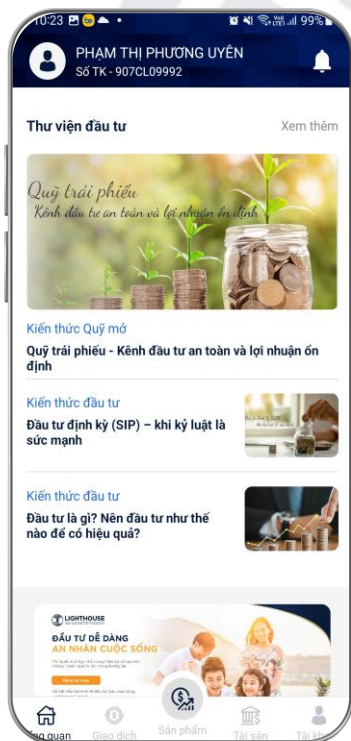 10:23
99%
PHẠM THỊ PHƯƠNG UYÊN
Số TK - 907CL09992
Thư viện đầu tư
Xem thêm
Quỹ trái phiếu
Kênh đầu tư an toàn và lợi nhuận ổn định
Kiến thức Quỹ mở
Quỹ trái phiếu - Kênh đầu tư an toàn và lợi nhuận ổn
định
Kiến thức đầu tư
Đầu tư định kỳ (SIP) – khi kỷ luật là
sức mạnh
Kiến thức đầu tư
Đầu tư là gì? Nên đầu tư như thế
nào để có hiệu quả?
LIGHTHOUSE
ĐẦU TƯ DỄ DÀNG
AN NHÀN CUỘC SỐNG
quan
Giao dịch
Sản phẩm
Tài sản
Tài